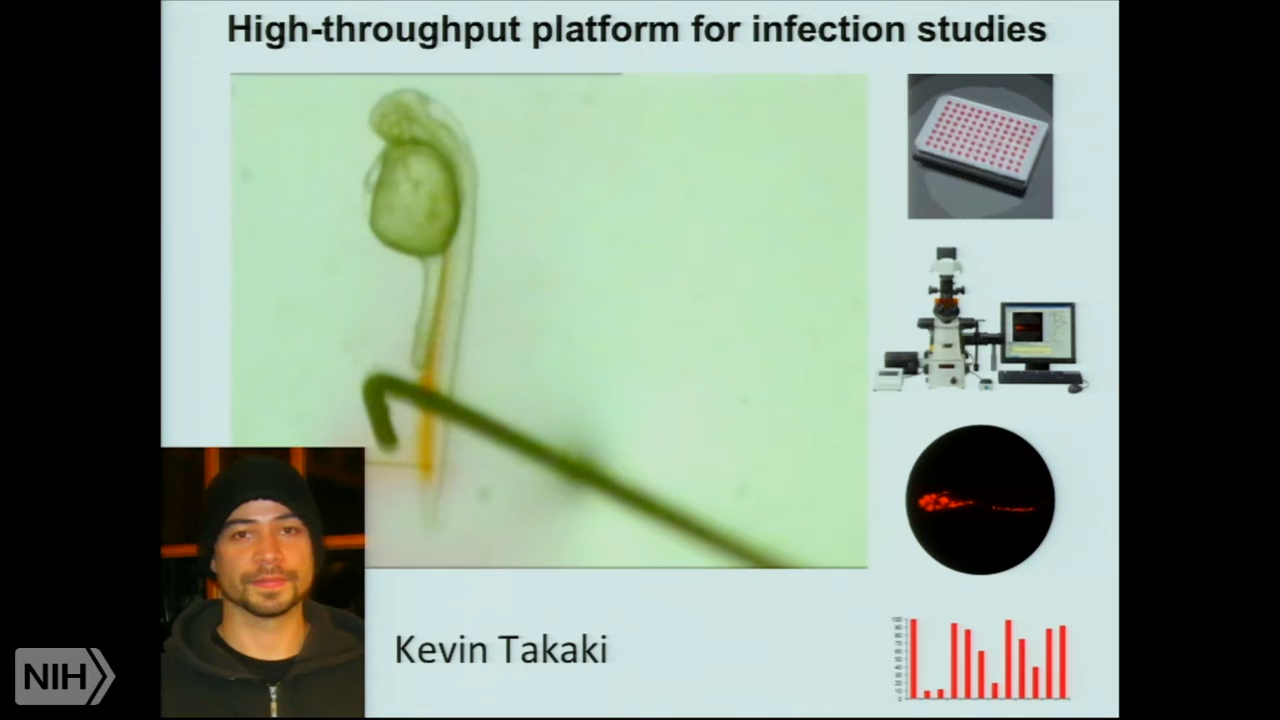 High-throughput platform for infection studies
Kevin Takaki
NIH